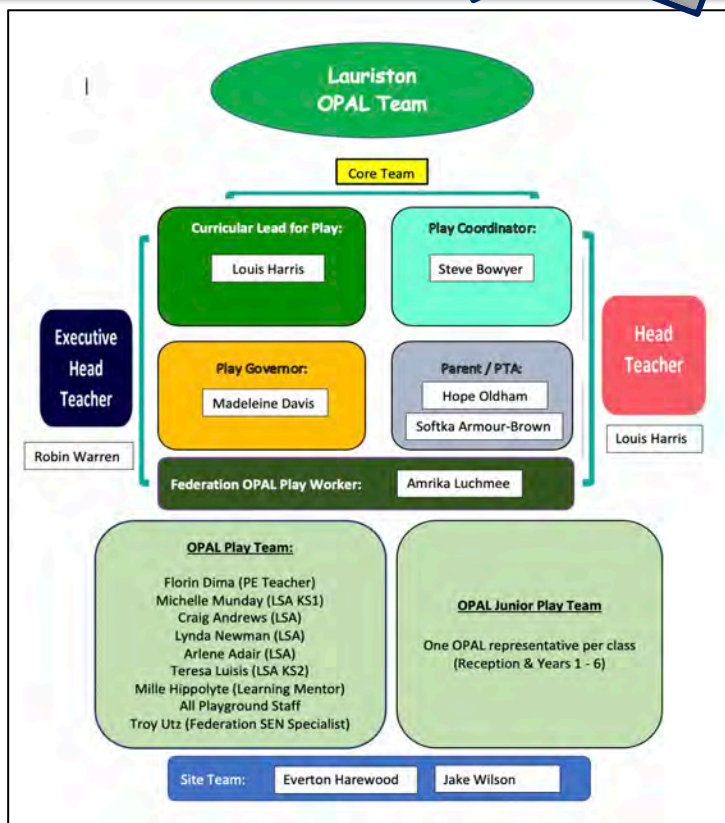 Lauriston
OPAL Team
Core Team
Curricular Lead for Play:
Louis Harris
Play Coordinator:
Steve Bowyer
Executive
Head
Teacher
Robin Warren
Play Governor:
Madeleine Davis
Parent / PTA:
Hope Oldham
Softka Armour-Brown
Head
Teacher
Louis Harris
Federation OPAL Play Worker:
Amrika Luchmee
OPAL Play Team:
Florin Dima (PE Teacher)
Michelle Munday (LSA KS1)
Craig Andrews (LSA)
Lynda Newman (LSA)
Arlene Adair (LSA)
Teresa Luisis (LSA KS2)
Mille Hippolyte (Learning Mentor)
All Playground Staff
Troy Utz (Federation SEN Specialist)
OPAL Junior Play Team
One OPAL representative per class
(Reception & Years 1 - 6)
Site Team:
Everton Harewood
Jake Wilson